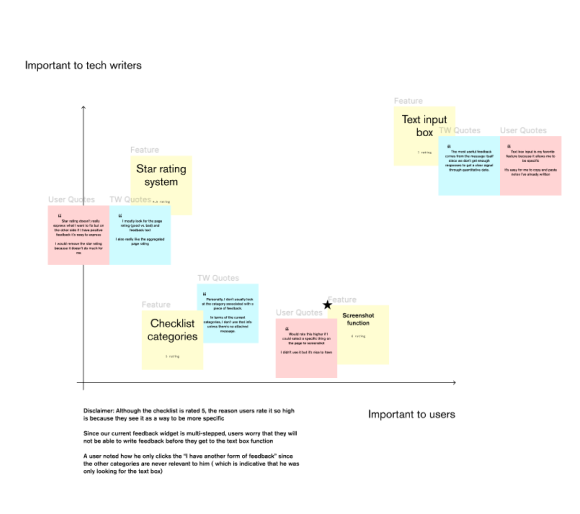 Important to tech writers
Feature
Text input
box
TW Quotes
User Quotes
The most useful feedback
comes from the message itself
since we don't get enough
responses to get a clear signal
through quantitative data.
Text box input is my favorite
feature because it allows me to
be specific
It's easy for me to copy and paste
notes I've already written
Feature
Star rating
system
User Quotes
TW Quotes
Star rating doesn't really
express what I want to fix but on
the other side if I have positive
feedback it's easy to express
I would remove the star rating
because it doesn't do much for
me
I mostly look for the page
rating (good vs. bad) and
feedback text
I also really like the aggregated
page rating
TW Quotes
Personally, I don't usually look
at the category associated with a
piece of feedback
In terms of the current
categories, I don't use that info
unless there's no attached
message
Feature
Checklist
categories
User Quotes
Would rate this higher if I
could select a specific thing on
the page to screenshot
I didn't use it but it's nice to have
Feature
Screenshot
function
Important to users
Disclaimer: Although the checklist is rated 5, the reason users rate it so high
is because they see it as a way to be more specific
Since our current feedback widget is multi-stepped, users worry that they will
not be able to write feedback before they get to the text box function
A user noted how he only clicks the "I have another form of feedback" since
the other categories are never relevant to him ( which is indicative that he was
only looking for the text box)